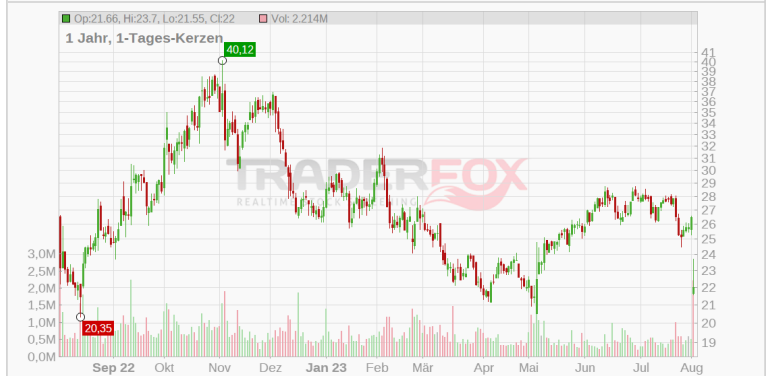 Op:21.66, Hi:23.7, Lo:21.55, Cl:22 Vol: 2.214M
1 Jahr, 1-Tages-Kerzen
40,12
41
40
39
38
37
36
35
34
33
32
31
30
29
28
27
26
25
24
23
22
21
20
19
TRADERFOX
REALTIME STOCK SCREENING
3,0M
2,5M
2,0M
1,5M
1,0M
0,5M
0,0M
20,35
Sep 22 Okt Nov Dez Jan 23 Feb Mär Apr Mai Jun Jul Aug